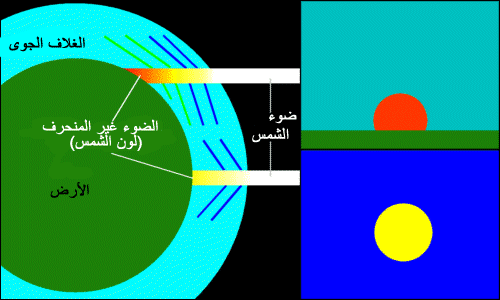 الغلاف الجوى
ضوء
الشمس
الضوء غير المنحرف
(لون الشمس)
الأرض